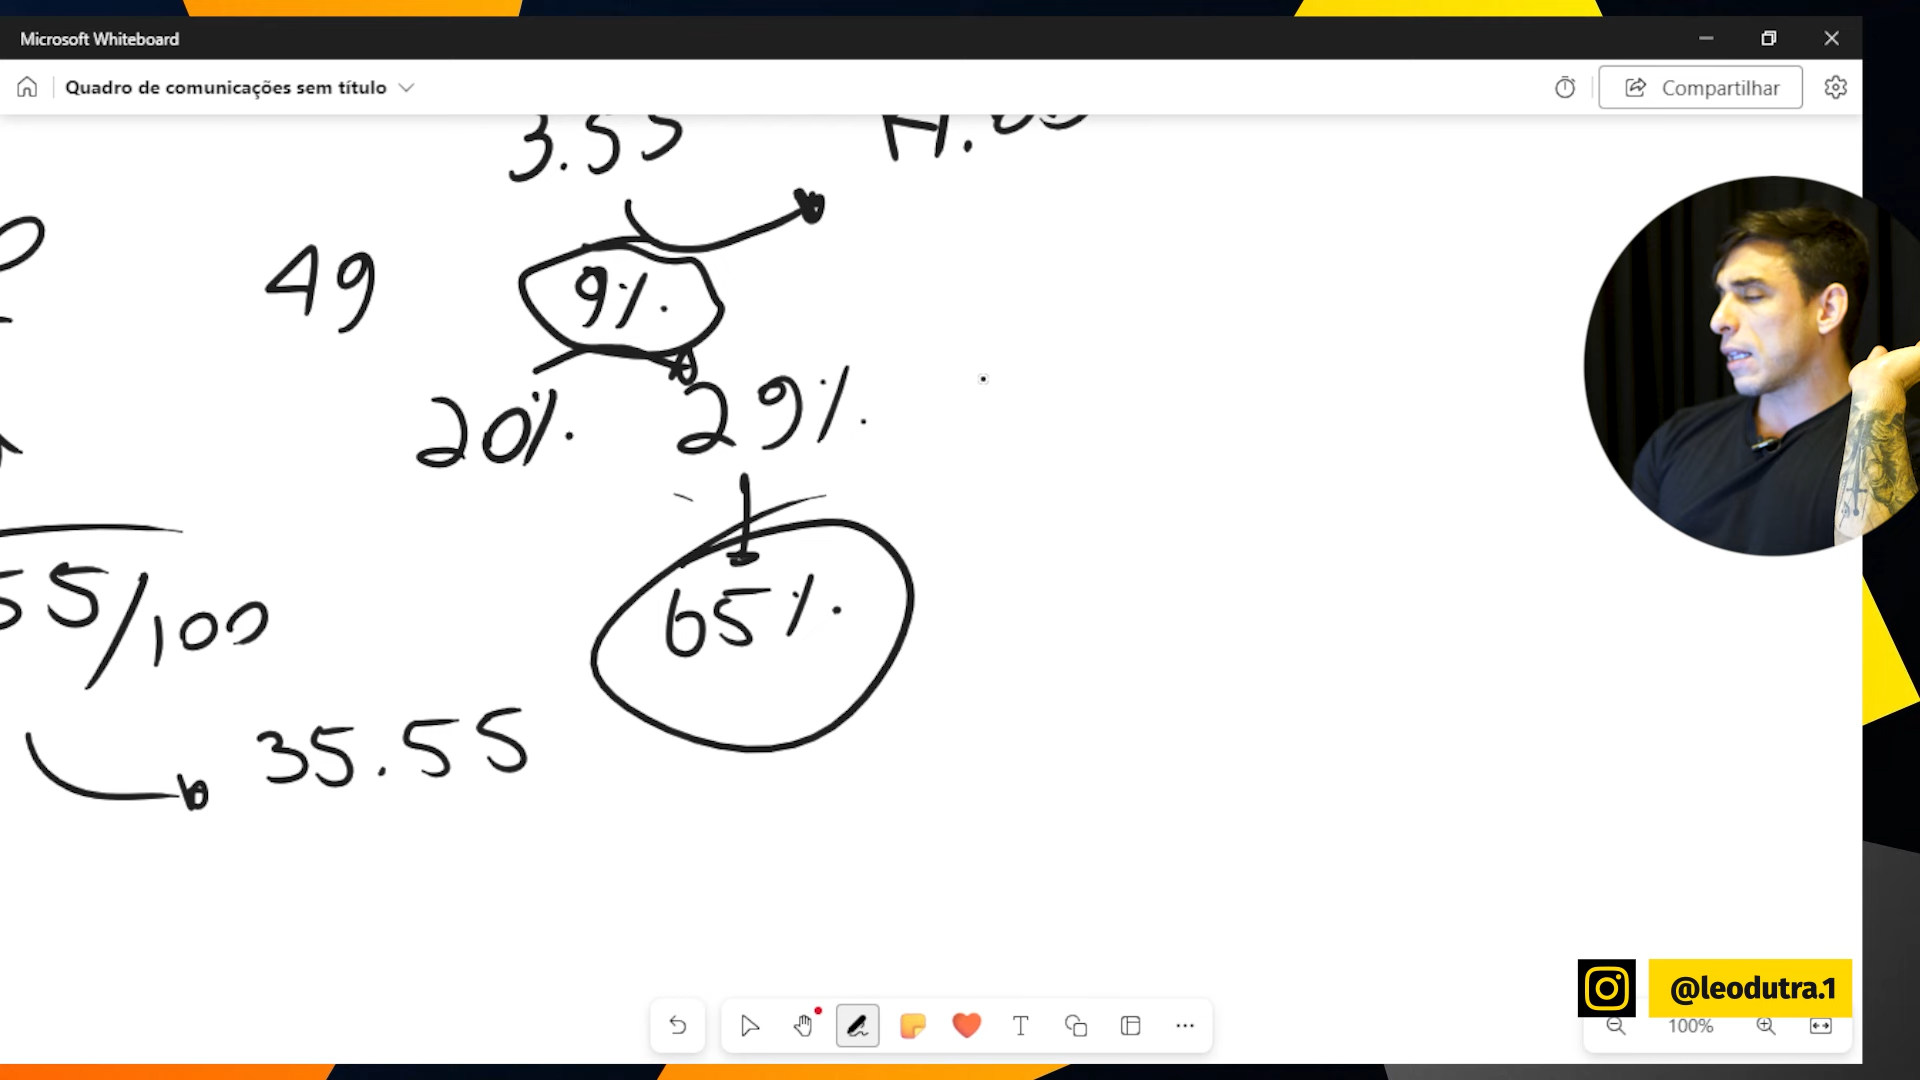 Microsoft Whiteboard
Quadro de comunicações sem título
Compartilhar
3.55
49
9%.
20%.
29%.
55/100
65%.
35.55
@leodutra.1
T
100%